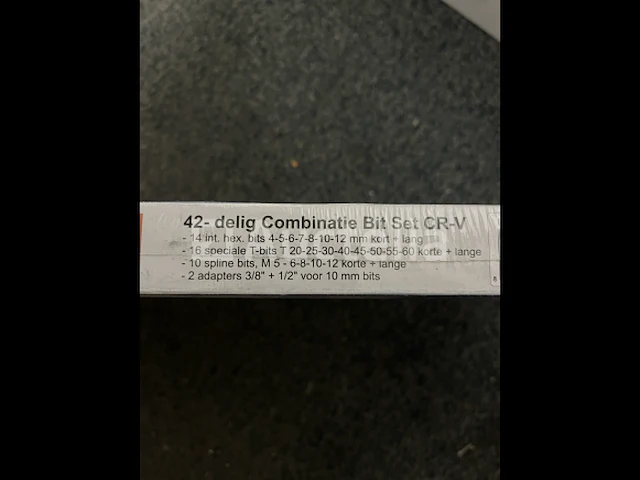 42- delig Combinatie Bit Set CR-V
- 14 int. hex. bits 4-5-6-7-8-10-12 mm kort + lang
- 16 speciale T-bits T 20-25-30-40-45-50-55-60 korte + lange
- 10 spline bits, M 5 - 6-8-10-12 korte + lange
- 2 adapters 3/8" + 1/2" voor 10 mm bits